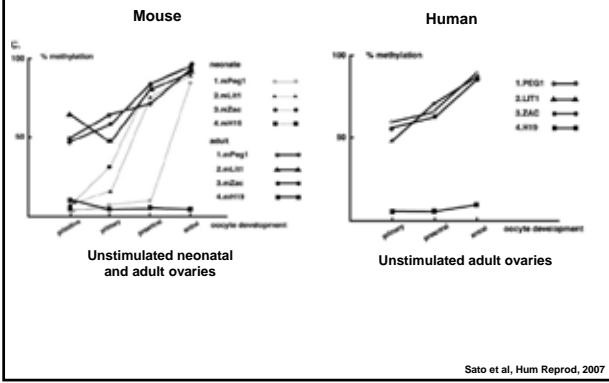 Mouse
Human
C.
% methylation
100
50
neonate
1.mPeg1
2.mLit1
3.mZac
4.mH19
adult
1.mPeg1
2.mLit1
3.mZac
4.mH19
primary
antral
oocyte development
Unstimulated neonatal
and adult ovaries
% methylation
100
50
1.PEG1
2.LIT1
3.ZAC
4.H19
primary
preantral
antral
oocyte development
Unstimulated adult ovaries
Sato et al, Hum Reprod, 2007